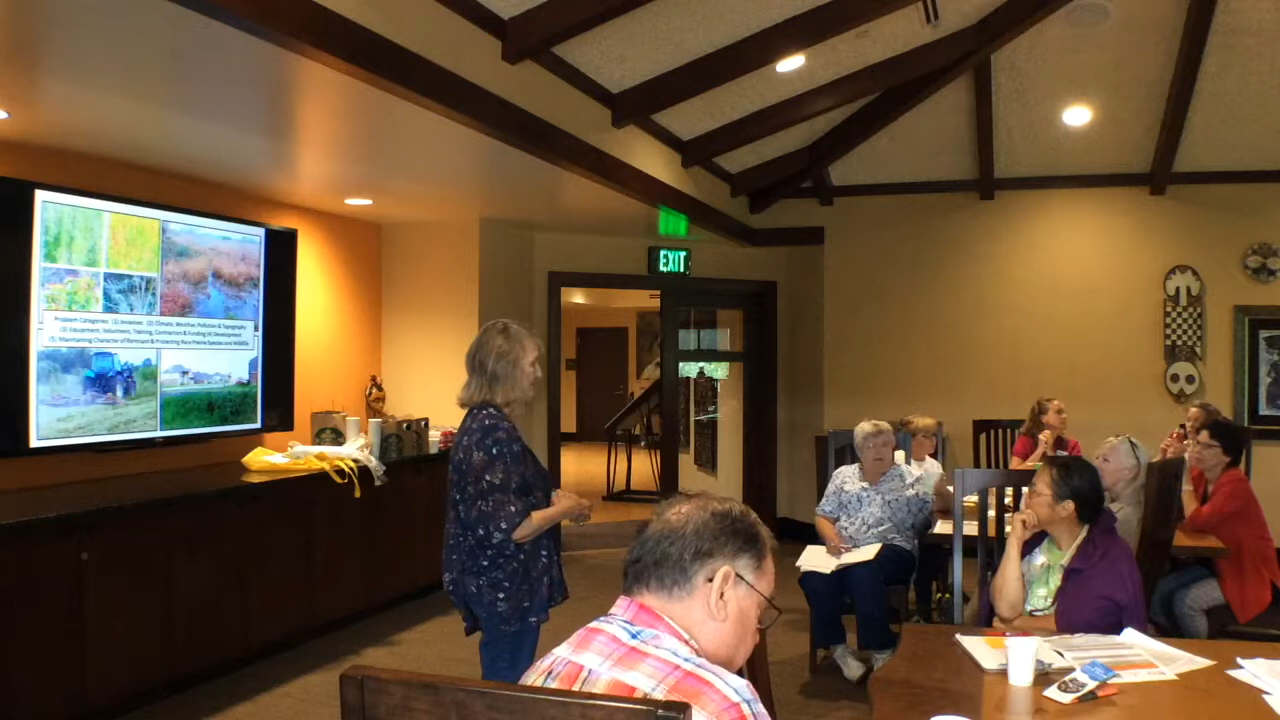 Problem Categories: (1) Invasives (2) Climate, Weather, Pollution & Topography
(3) Equipment, Volunteers, Training, Contractors & Funding (4) Development
(5) Maintaining Character of Remnant & Protecting Rare Prairie Species and Wildlife
EXIT